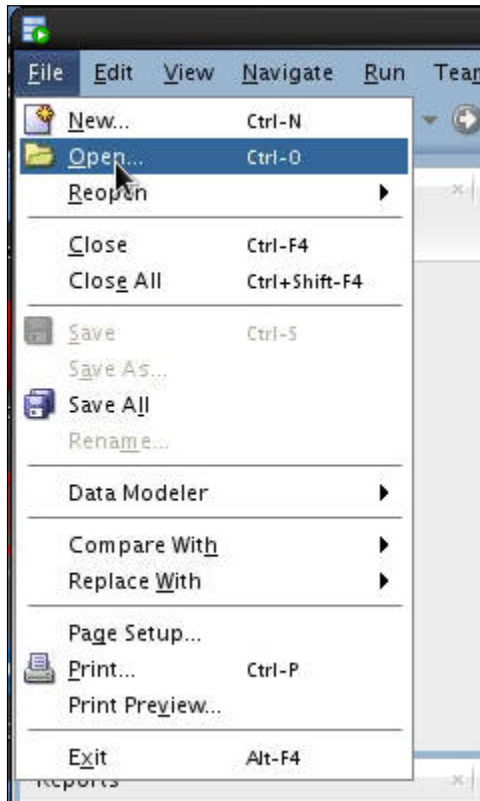 File Edit View Navigate Run Team
New... Ctrl-N
Open... Ctrl-O
Reopen
Close Ctrl-F4
Close All Ctrl+Shift-F4
Save Ctrl-S
Save As...
Save All
Rename...
Data Modeler
Compare With
Replace With
Page Setup...
Print... Ctrl-P
Print Preview...
Exit Alt-F4
Reports